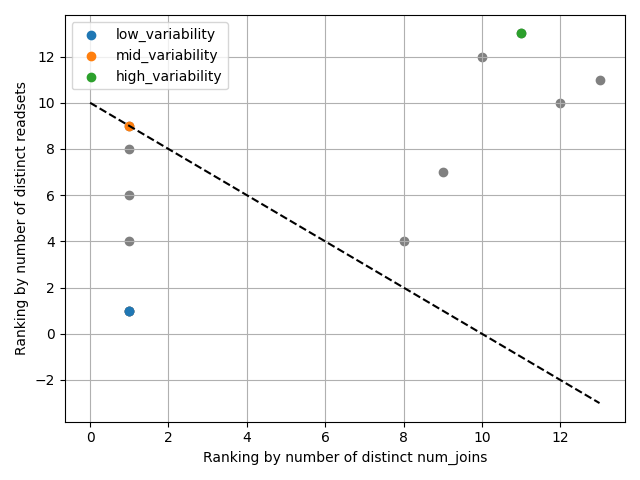 low_variability
mid_variability
high_variability
12
10
8
6
4
2
0
−2
0 2 4 6 8 10 12
Ranking by number of distinct readsets
Ranking by number of distinct num_joins